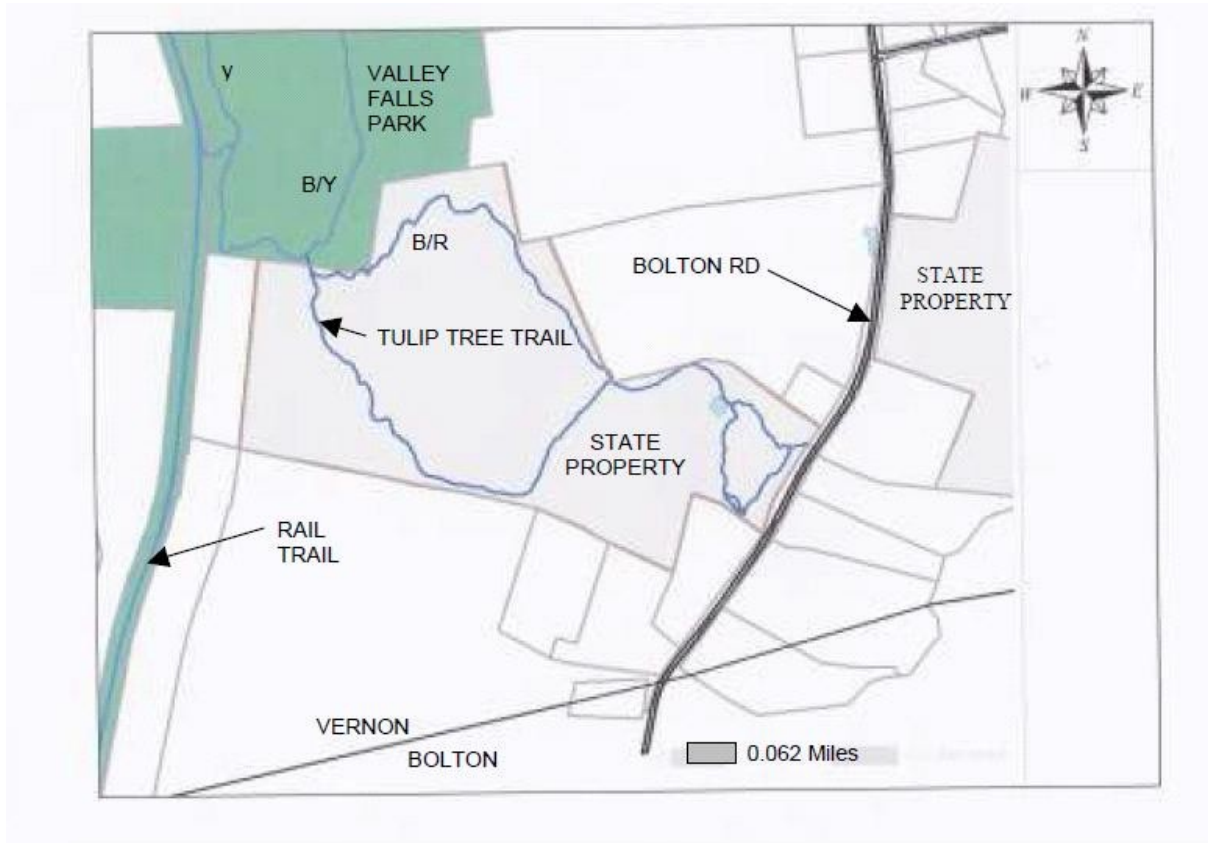 N
W
E
S
y
VALLEY
FALLS
PARK
B/Y
B/R
BOLTON RD
STATE
PROPERTY
TULIP TREE TRAIL
STATE
PROPERTY
RAIL
TRAIL
VERNON
BOLTON
0.062 Miles